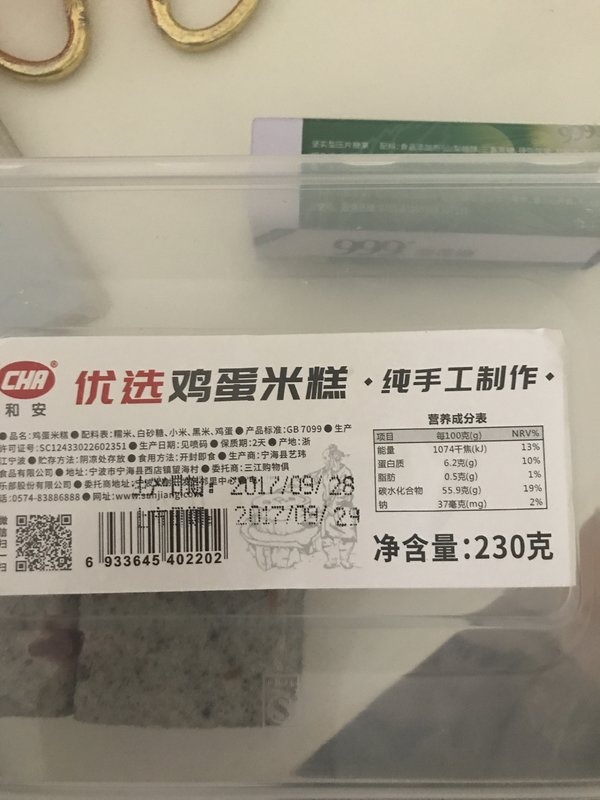 999
CHA®
和安
优选鸡蛋米糕
·纯手工制作·
●品名:鸡蛋米糕●配料表:糯米、白砂糖、小米、黑米、鸡蛋●产品标准:GB 7099●生产
许可证号:SC12433022602351●生产日期:见喷码●保质期:2天●产地:浙
江宁波●贮存方法:阴凉处存放●食用方法:开封即食●生产商:宁海县艺玮
食品有限公司●地址:宁波市宁海县西店镇望海村●委托商:三江购物俱
乐部股份有限公司●委托商地址:宁波
话:0574-83886888●网址:www.sanjiang.com
2017/09/28
2017/09/29
微信扫一扫
6 933645 402202
营养成分表
项目 每100克(g) NRV%
能量 1074千焦(kJ) 13%
蛋白质 6.2克(g) 10%
脂肪 0.5克(g) 1%
碳水化合物 55.9克(g) 19%
钠 37毫克(mg) 2%
净含量:230克